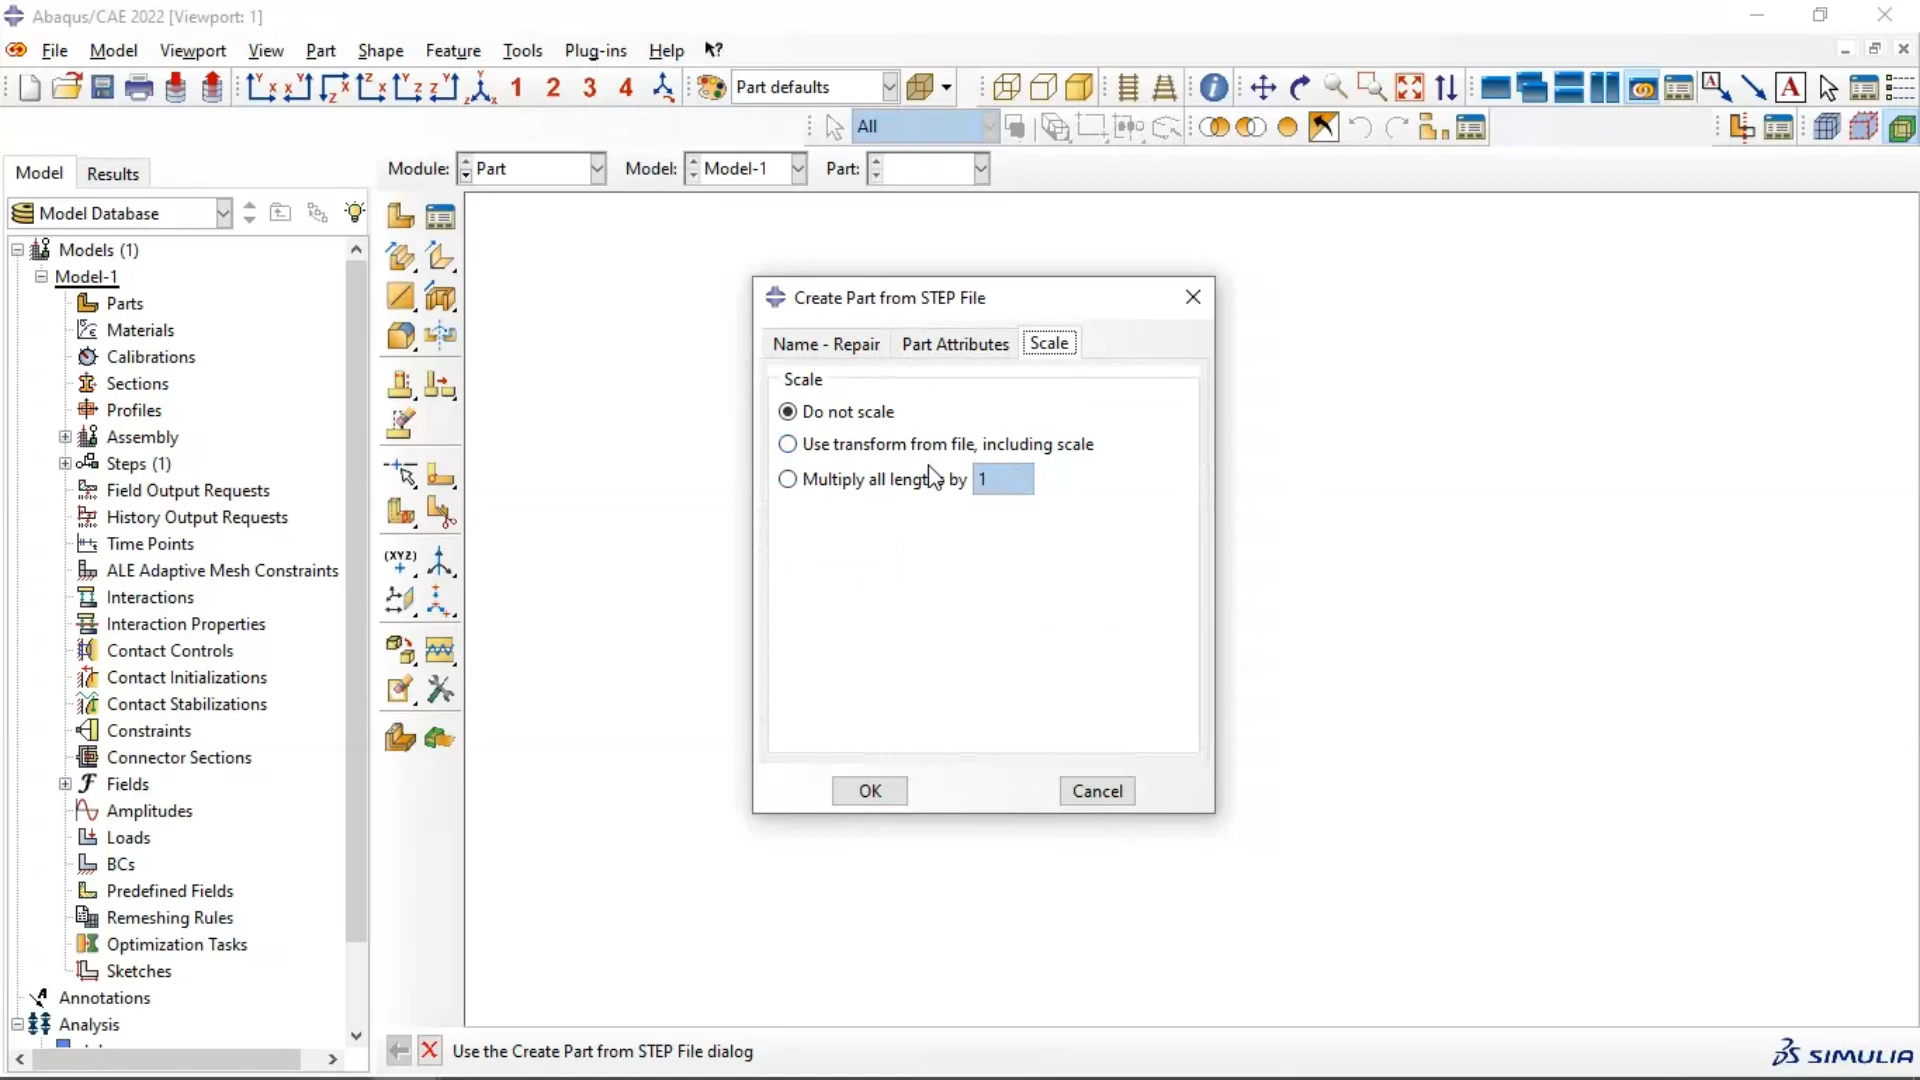 Abaqus/CAE 2022 [Viewport: 1]
File Model Viewport View Part Shape Feature Tools Plug-ins Help
1 2 3 4 Part defaults
All
Model Results
Module: Part Model: Model-1 Part:
Model Database
Models (1)
Model-1
Parts
Materials
Calibrations
Sections
Profiles
Assembly
Steps (1)
Field Output Requests
History Output Requests
Time Points
ALE Adaptive Mesh Constraints
Interactions
Interaction Properties
Contact Controls
Contact Initializations
Contact Stabilizations
Constraints
Connector Sections
Fields
Amplitudes
Loads
BCs
Predefined Fields
Remeshing Rules
Optimization Tasks
Sketches
Annotations
Analysis
(XYZ)
Create Part from STEP File
Name - Repair Part Attributes Scale
Scale
Do not scale
Use transform from file, including scale
Multiply all lengths by 1
OK Cancel
Use the Create Part from STEP File dialog
SIMULIA